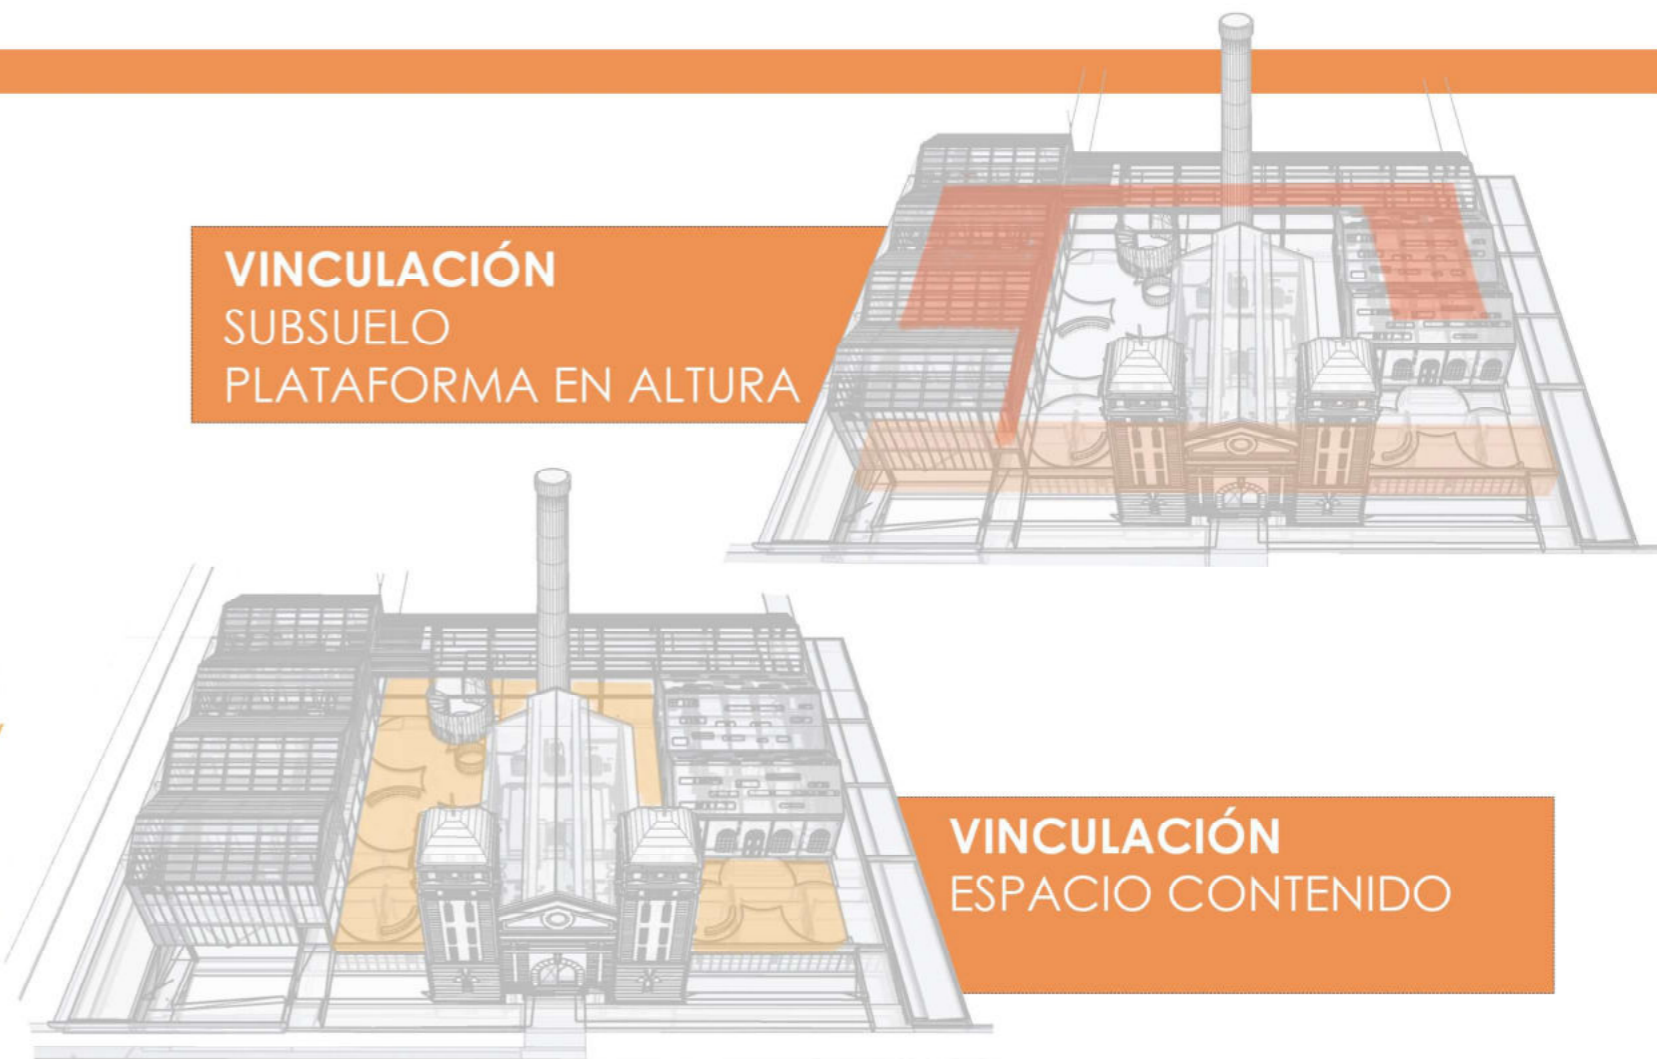 VINCULACIÓN
SUBSUELO
PLATAFORMA EN ALTURA
VINCULACIÓN
ESPACIO CONTENIDO